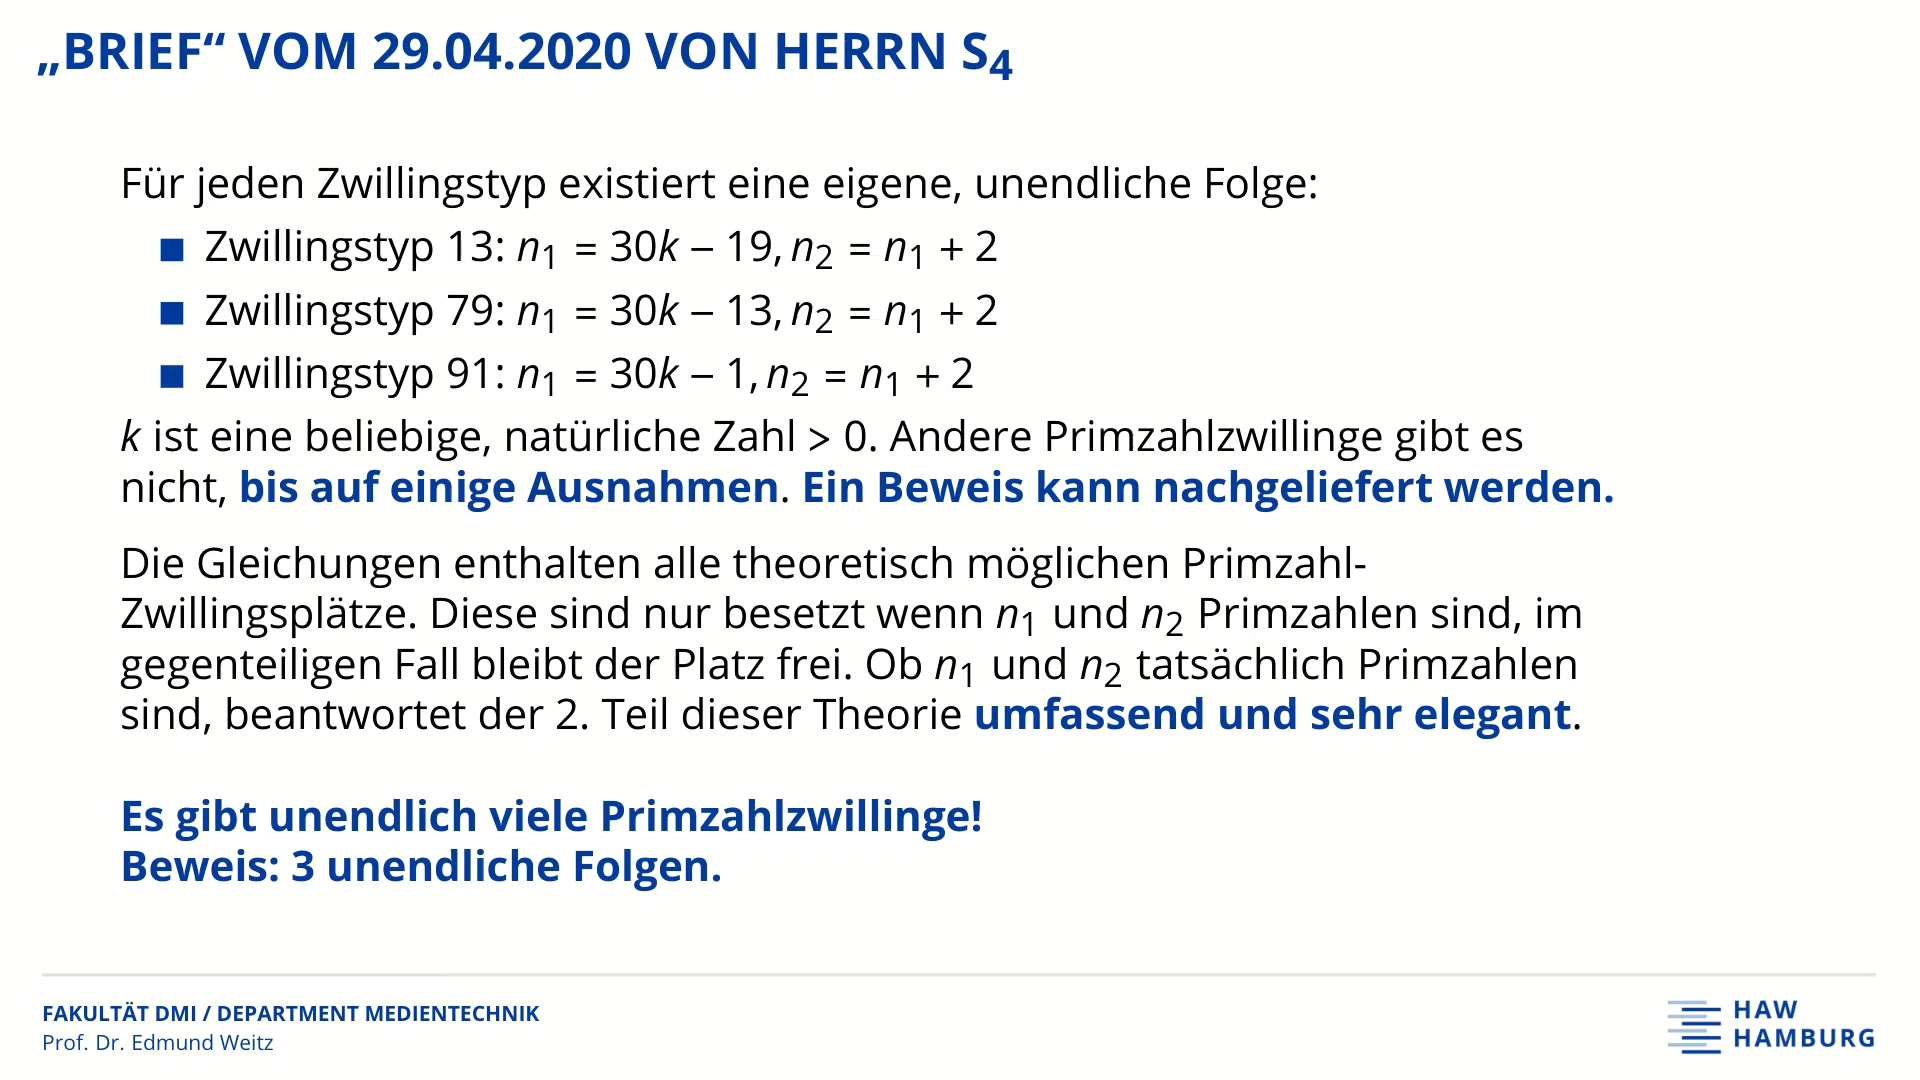 „BRIEF“ VOM 29.04.2020 VON HERRN S₄
Für jeden Zwillingstyp existiert eine eigene, unendliche Folge:
■ Zwillingstyp 13: n₁ = 30k − 19, n₂ = n₁ + 2
■ Zwillingstyp 79: n₁ = 30k − 13, n₂ = n₁ + 2
■ Zwillingstyp 91: n₁ = 30k − 1, n₂ = n₁ + 2
k ist eine beliebige, natürliche Zahl > 0. Andere Primzahlzwillinge gibt es
nicht, bis auf einige Ausnahmen. Ein Beweis kann nachgeliefert werden.
Die Gleichungen enthalten alle theoretisch möglichen Primzahl-
Zwillingsplätze. Diese sind nur besetzt wenn n₁ und n₂ Primzahlen sind, im
gegenteiligen Fall bleibt der Platz frei. Ob n₁ und n₂ tatsächlich Primzahlen
sind, beantwortet der 2. Teil dieser Theorie umfassend und sehr elegant.
Es gibt unendlich viele Primzahlzwillinge!
Beweis: 3 unendliche Folgen.
FAKULTÄT DMI / DEPARTMENT MEDIENTECHNIK
Prof. Dr. Edmund Weitz
HAW
HAMBURG